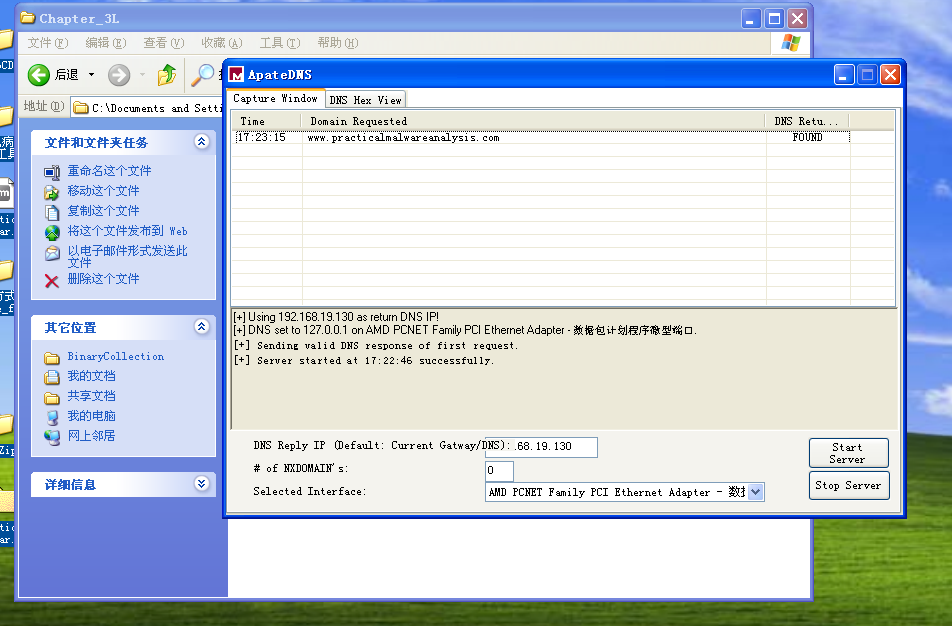 Chapter_3L
文件(F) 编辑(E) 查看(V) 收藏(A) 工具(T) 帮助(H)
后退
地址(D) C:\Documents and Setti
文件和文件夹任务
重命名这个文件
移动这个文件
复制这个文件
将这个文件发布到 Web
以电子邮件形式发送此
文件
删除这个文件
其它位置
BinaryCollection
我的文档
共享文档
我的电脑
网上邻居
详细信息
ApateDNS
Capture Window DNS Hex View
Time Domain Requested DNS Retu...
17:23:15 www.practicalmalwareanalysis.com FOUND
[+] Using 192.168.19.130 as return DNS IP!
[+] DNS set to 127.0.0.1 on AMD PCNET Family PCI Ethernet Adapter - 数据包计划程序微型端口.
[+] Sending valid DNS response of first request.
[+] Server started at 17:22:46 successfully.
DNS Reply IP (Default: Current Gatway/DNS): .68.19.130
# of NXDOMAIN's: 0
Selected Interface: AMD PCNET Family PCI Ethernet Adapter - 数据
Start
Server
Stop Server